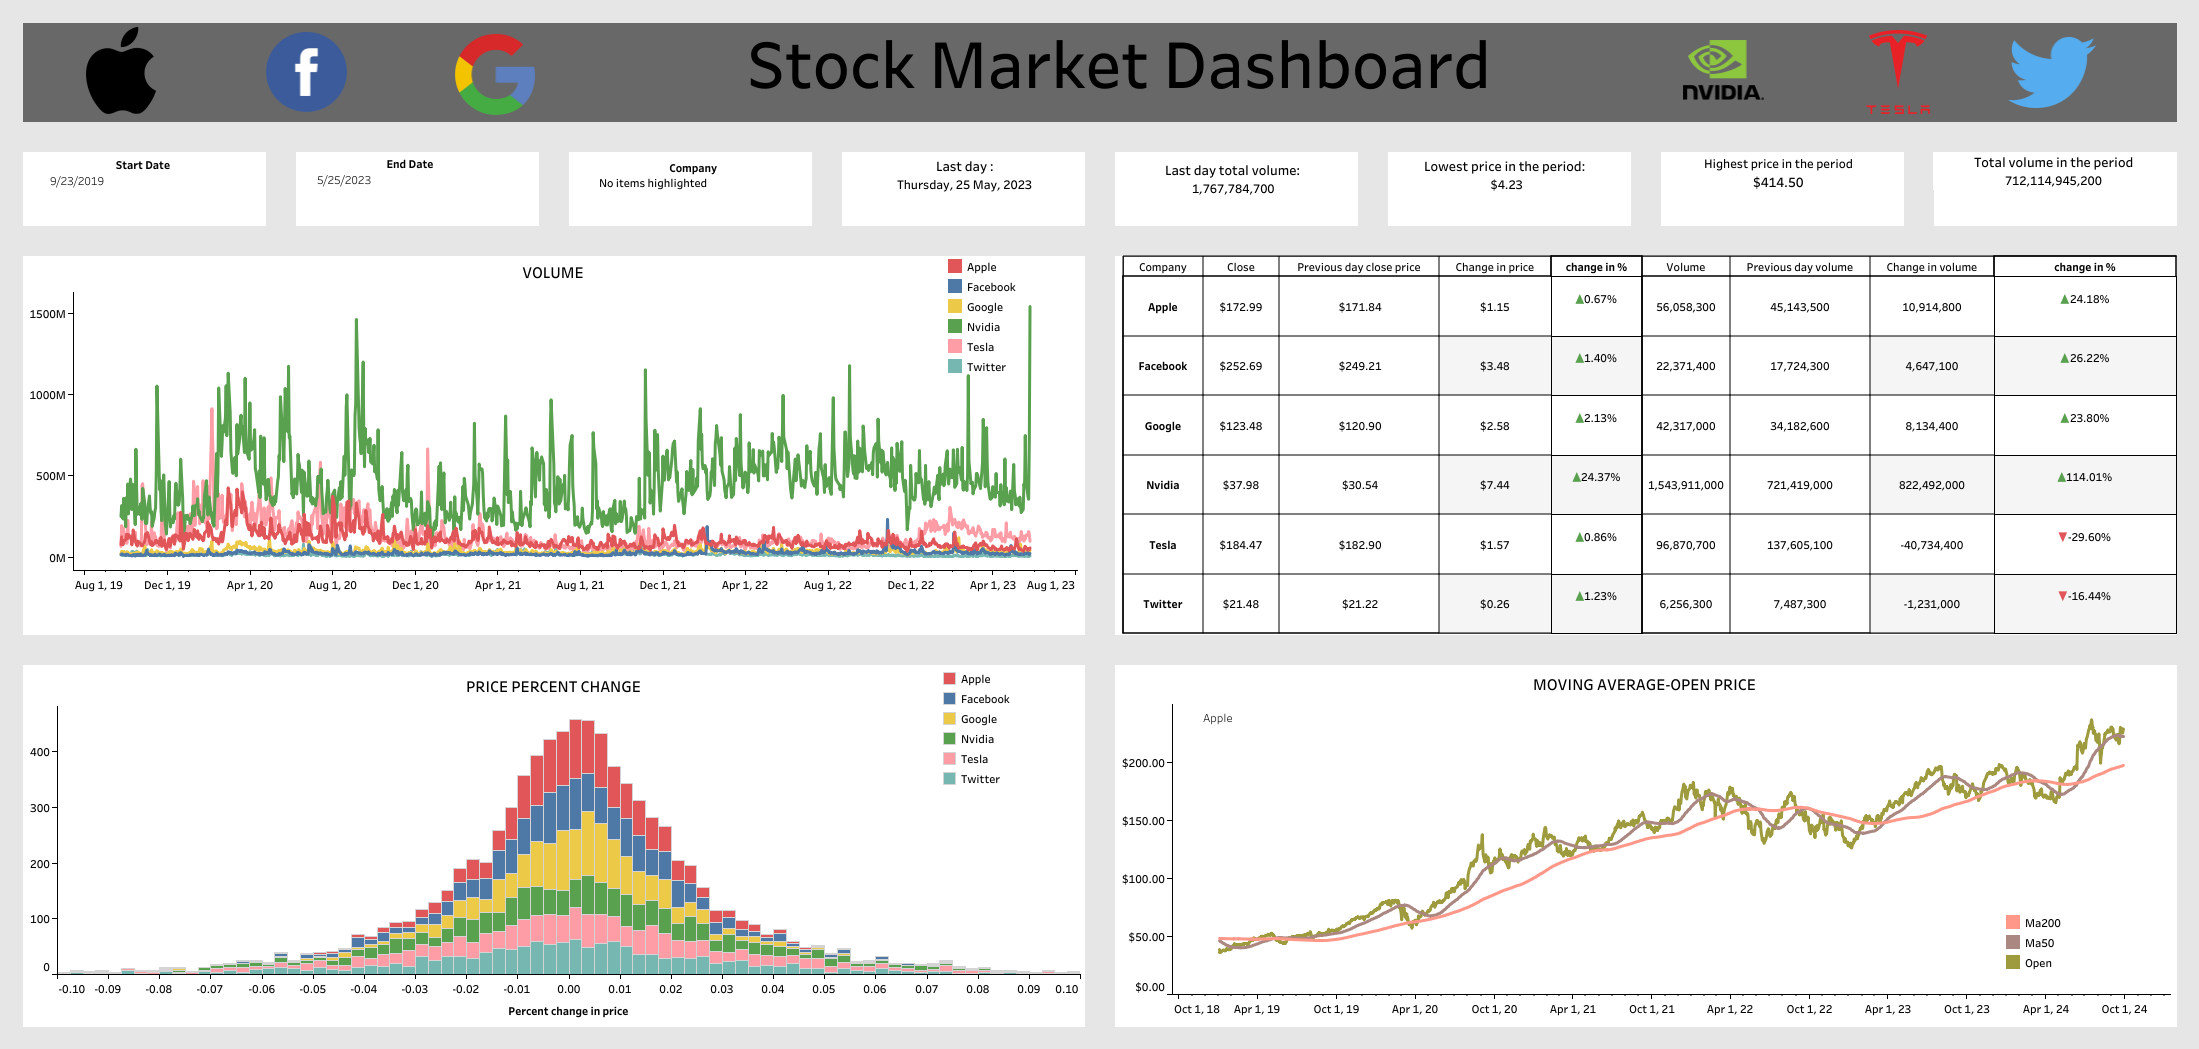 Stock Market Dashboard
NVIDIA.
TESLA
Start Date
9/23/2019
End Date
5/25/2023
Company
No items highlighted
Last day :
Thursday, 25 May, 2023
Last day total volume:
1,767,784,700
Lowest price in the period:
$4.23
Highest price in the period
$414.50
Total volume in the period
712,114,945,200
VOLUME
Apple
Facebook
Google
Nvidia
Tesla
Twitter
1500M
1000M
500M
0M
Aug 1, 19 Dec 1, 19 Apr 1, 20 Aug 1, 20 Dec 1, 20 Apr 1, 21 Aug 1, 21 Dec 1, 21 Apr 1, 22 Aug 1, 22 Dec 1, 22 Apr 1, 23 Aug 1, 23
Company Close Previous day close price Change in price change in % Volume Previous day volume Change in volume change in %
Apple $172.99 $171.84 $1.15 ▲0.67% 56,058,300 45,143,500 10,914,800 ▲24.18%
Facebook $252.69 $249.21 $3.48 ▲1.40% 22,371,400 17,724,300 4,647,100 ▲26.22%
Google $123.48 $120.90 $2.58 ▲2.13% 42,317,000 34,182,600 8,134,400 ▲23.80%
Nvidia $37.98 $30.54 $7.44 ▲24.37% 1,543,911,000 721,419,000 822,492,000 ▲114.01%
Tesla $184.47 $182.90 $1.57 ▲0.86% 96,870,700 137,605,100 -40,734,400 ▼-29.60%
Twitter $21.48 $21.22 $0.26 ▲1.23% 6,256,300 7,487,300 -1,231,000 ▼-16.44%
PRICE PERCENT CHANGE
Apple
Facebook
Google
Nvidia
Tesla
Twitter
400
300
200
100
0
-0.10 -0.09 -0.08 -0.07 -0.06 -0.05 -0.04 -0.03 -0.02 -0.01 0.00 0.01 0.02 0.03 0.04 0.05 0.06 0.07 0.08 0.09 0.10
Percent change in price
MOVING AVERAGE-OPEN PRICE
Apple
$200.00
$150.00
$100.00
$50.00
$0.00
Ma200
Ma50
Open
Oct 1, 18 Apr 1, 19 Oct 1, 19 Apr 1, 20 Oct 1, 20 Apr 1, 21 Oct 1, 21 Apr 1, 22 Oct 1, 22 Apr 1, 23 Oct 1, 23 Apr 1, 24 Oct 1, 24